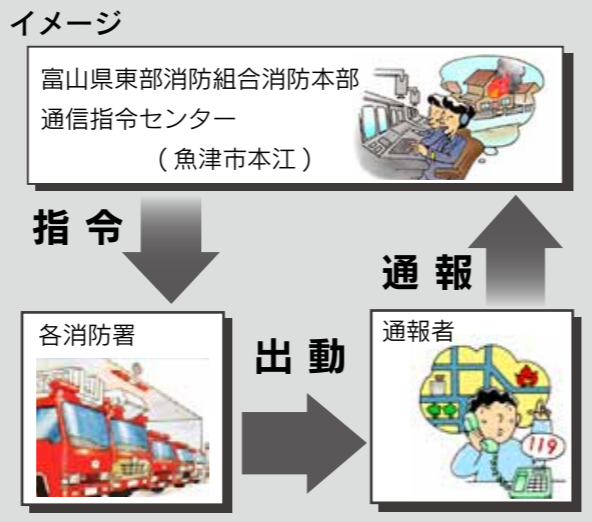 イメージ
富山県東部消防組合消防本部
通信指令センター
(魚津市本江)
指令
通報
各消防署
出動
通報者
119